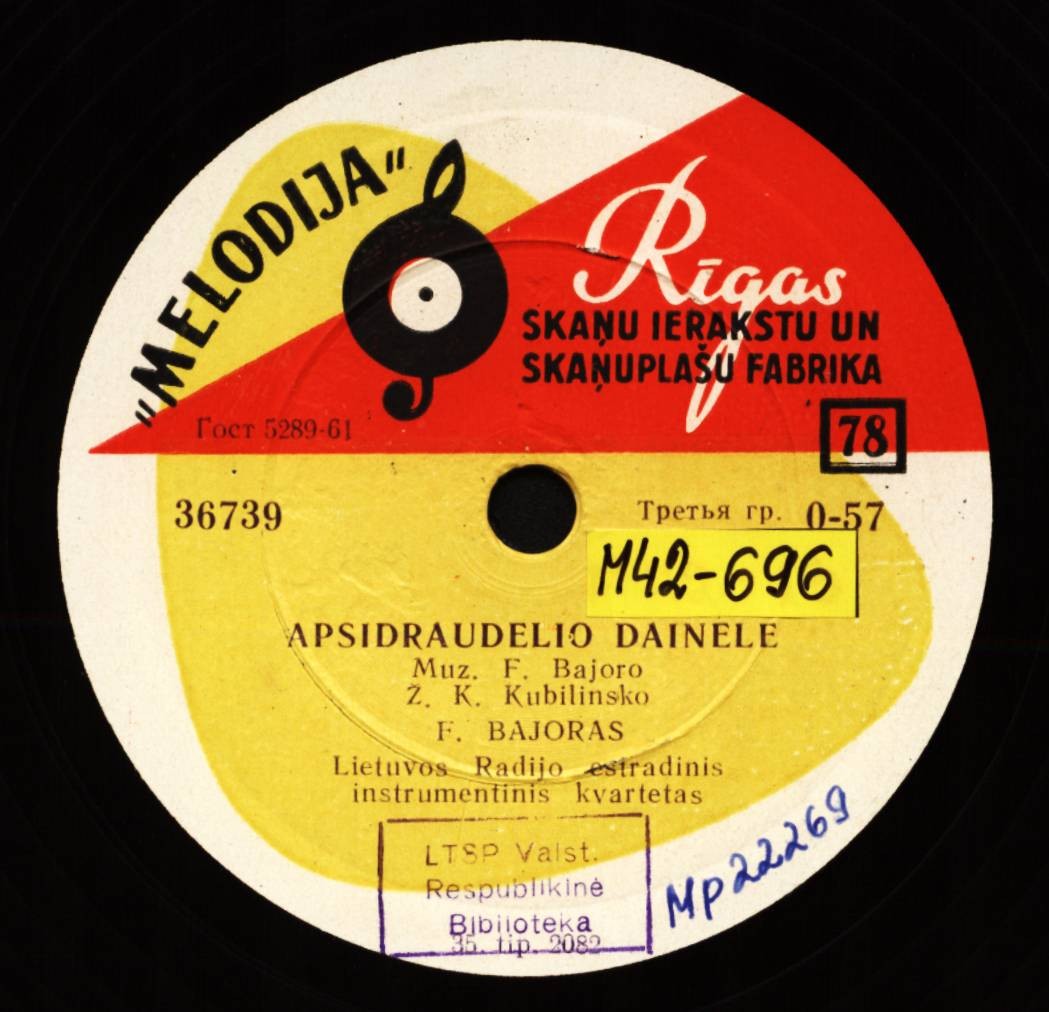 "MELODIJA"
Rīgas
SKAŅU IERAKSTU UN
SKAŅUPLAŠU FABRIKA
Гост 5289-61
78
36739
Третья гр. 0-57
M42-696
APSIDRAUDELIO DAINELE
Muz. F. Bajoro
Ž. K. Kubilinsko
F. BAJORAS
Lietuvos Radijo estradinis
instrumentinis kvartetas
LTSP Valst.
Respublikinė
Biblioteka
35. tip. 2082
Mp22269